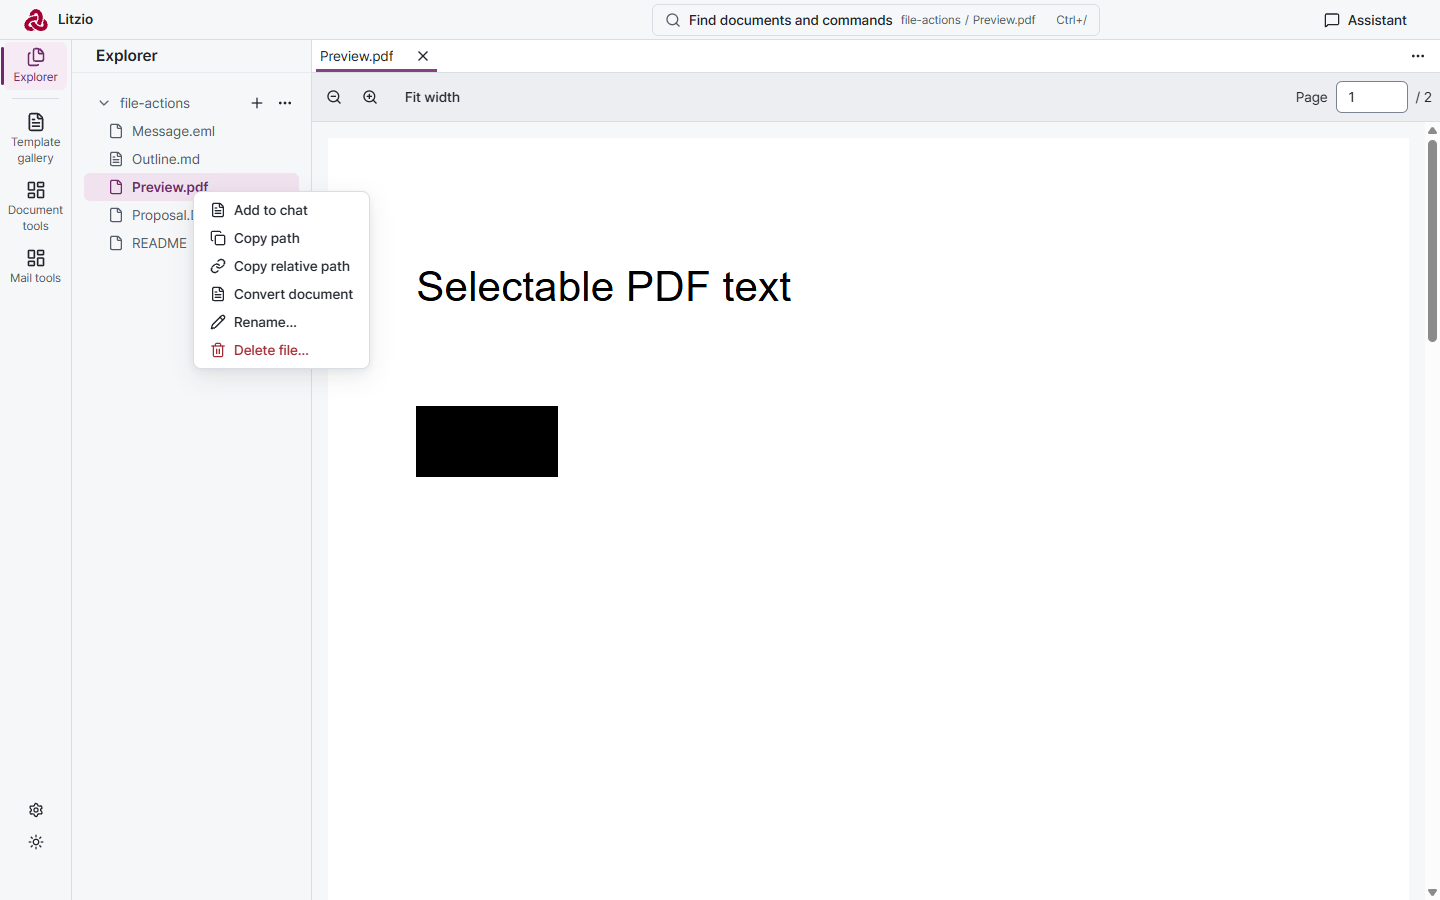 Litzio
Find documents and commands file-actions / Preview.pdf Ctrl+/
Assistant
Explorer
Template gallery
Document tools
Mail tools
Explorer
file-actions
Message.eml
Outline.md
Preview.pdf
Proposal.
README
Add to chat
Copy path
Copy relative path
Convert document
Rename...
Delete file...
Preview.pdf
Fit width
Page 1 / 2
Selectable PDF text